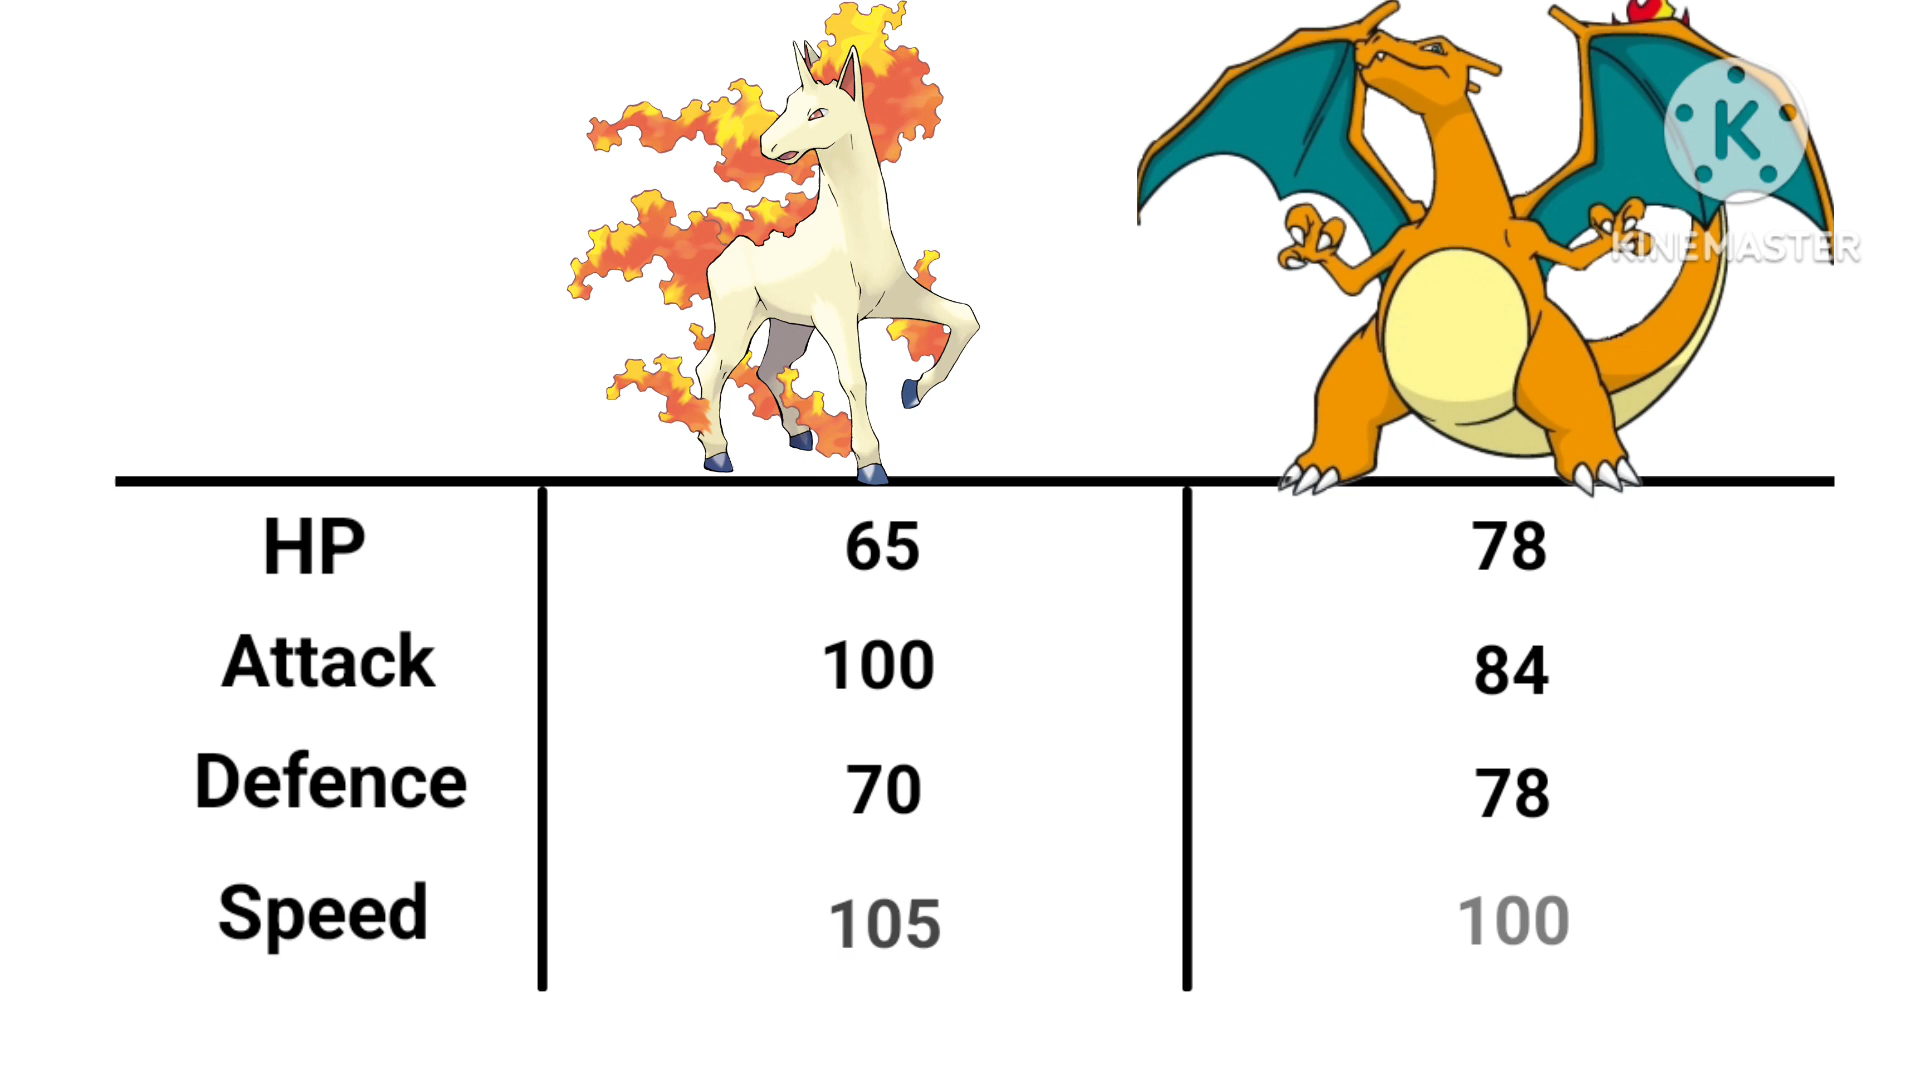 K
KINEMASTER
HP 65 78
Attack 100 84
Defence 70 78
Speed 105 100